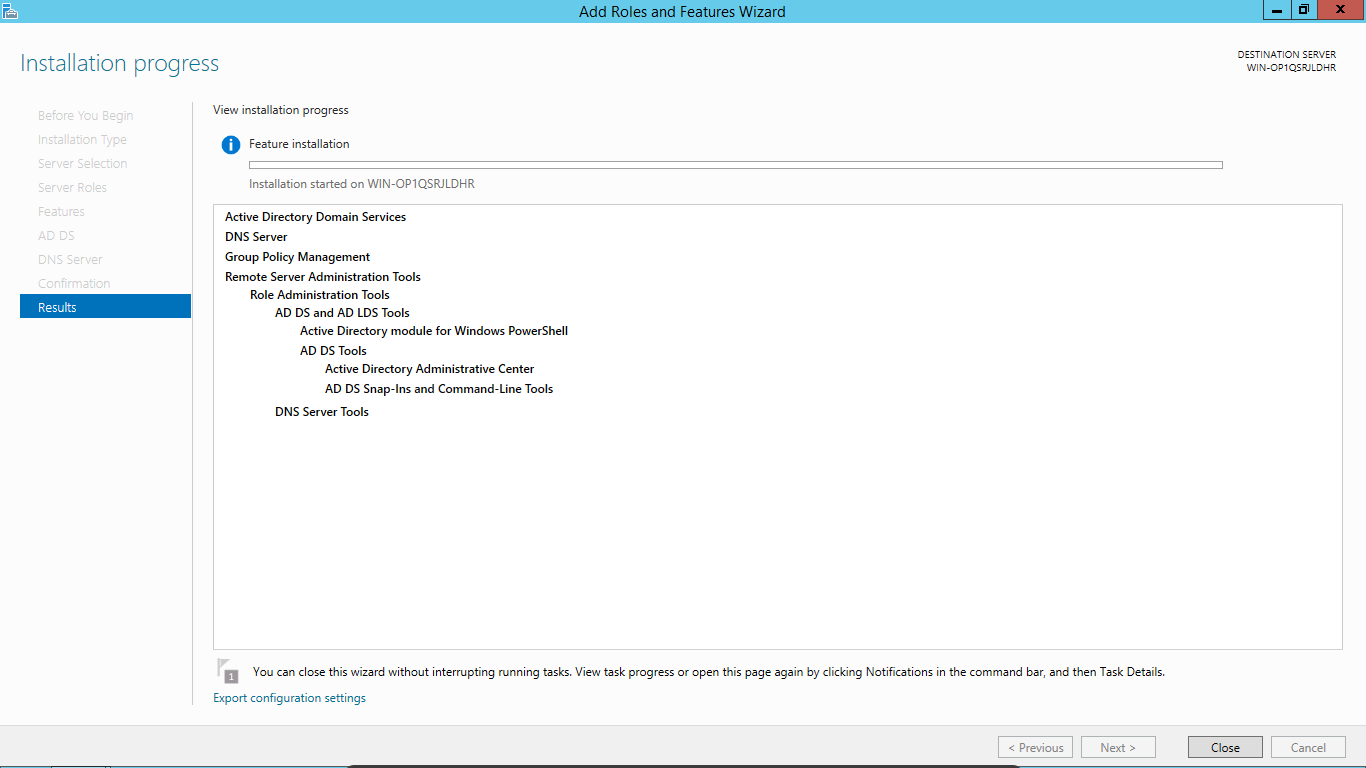 Add Roles and Features Wizard
Installation progress
DESTINATION SERVER
WIN-OP1QSRJLDHR
Before You Begin
Installation Type
Server Selection
Server Roles
Features
AD DS
DNS Server
Confirmation
Results
View installation progress
Feature installation
Installation started on WIN-OP1QSRJLDHR
Active Directory Domain Services
DNS Server
Group Policy Management
Remote Server Administration Tools
Role Administration Tools
AD DS and AD LDS Tools
Active Directory module for Windows PowerShell
AD DS Tools
Active Directory Administrative Center
AD DS Snap-Ins and Command-Line Tools
DNS Server Tools
1
You can close this wizard without interrupting running tasks. View task progress or open this page again by clicking Notifications in the command bar, and then Task Details.
Export configuration settings
< Previous
Next >
Close
Cancel